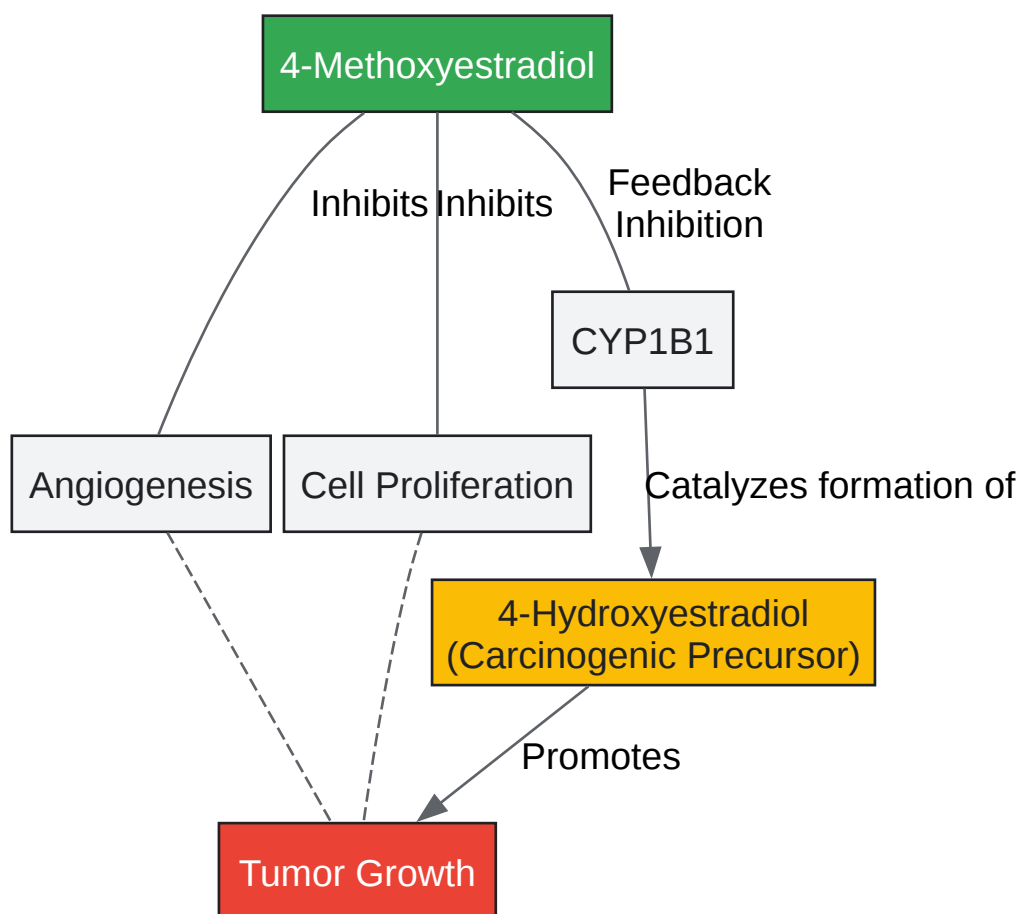 4-Methoxyestradiol
Inhibits
Inhibits
Feedback
Inhibition
CYP1B1
Angiogenesis
Cell Proliferation
Catalyzes formation of
4-Hydroxyestradiol
(Carcinogenic Precursor)
Promotes
Tumor Growth